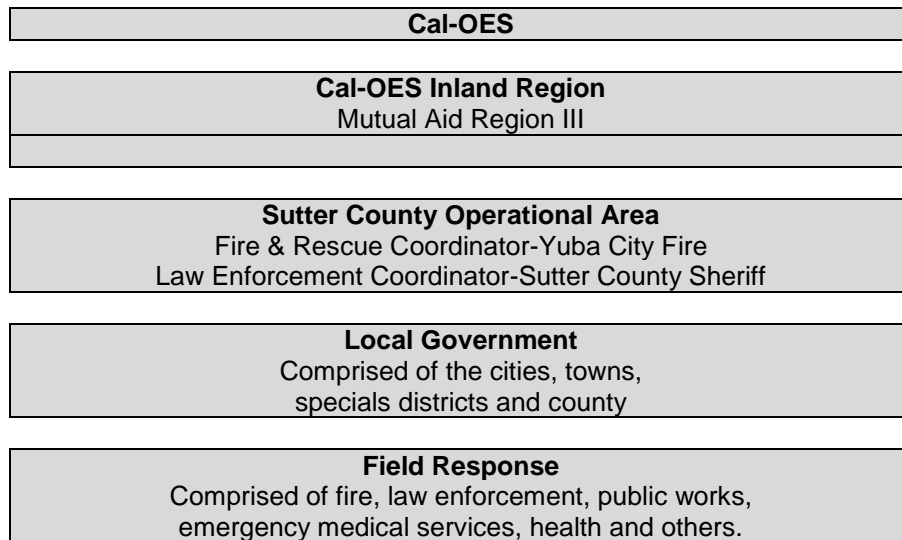 Cal-OES
Cal-OES Inland Region
Mutual Aid Region III
Sutter County Operational Area
Fire & Rescue Coordinator-Yuba City Fire
Law Enforcement Coordinator-Sutter County Sheriff
Local Government
Comprised of the cities, towns,
specials districts and county
Field Response
Comprised of fire, law enforcement, public works,
emergency medical services, health and others.